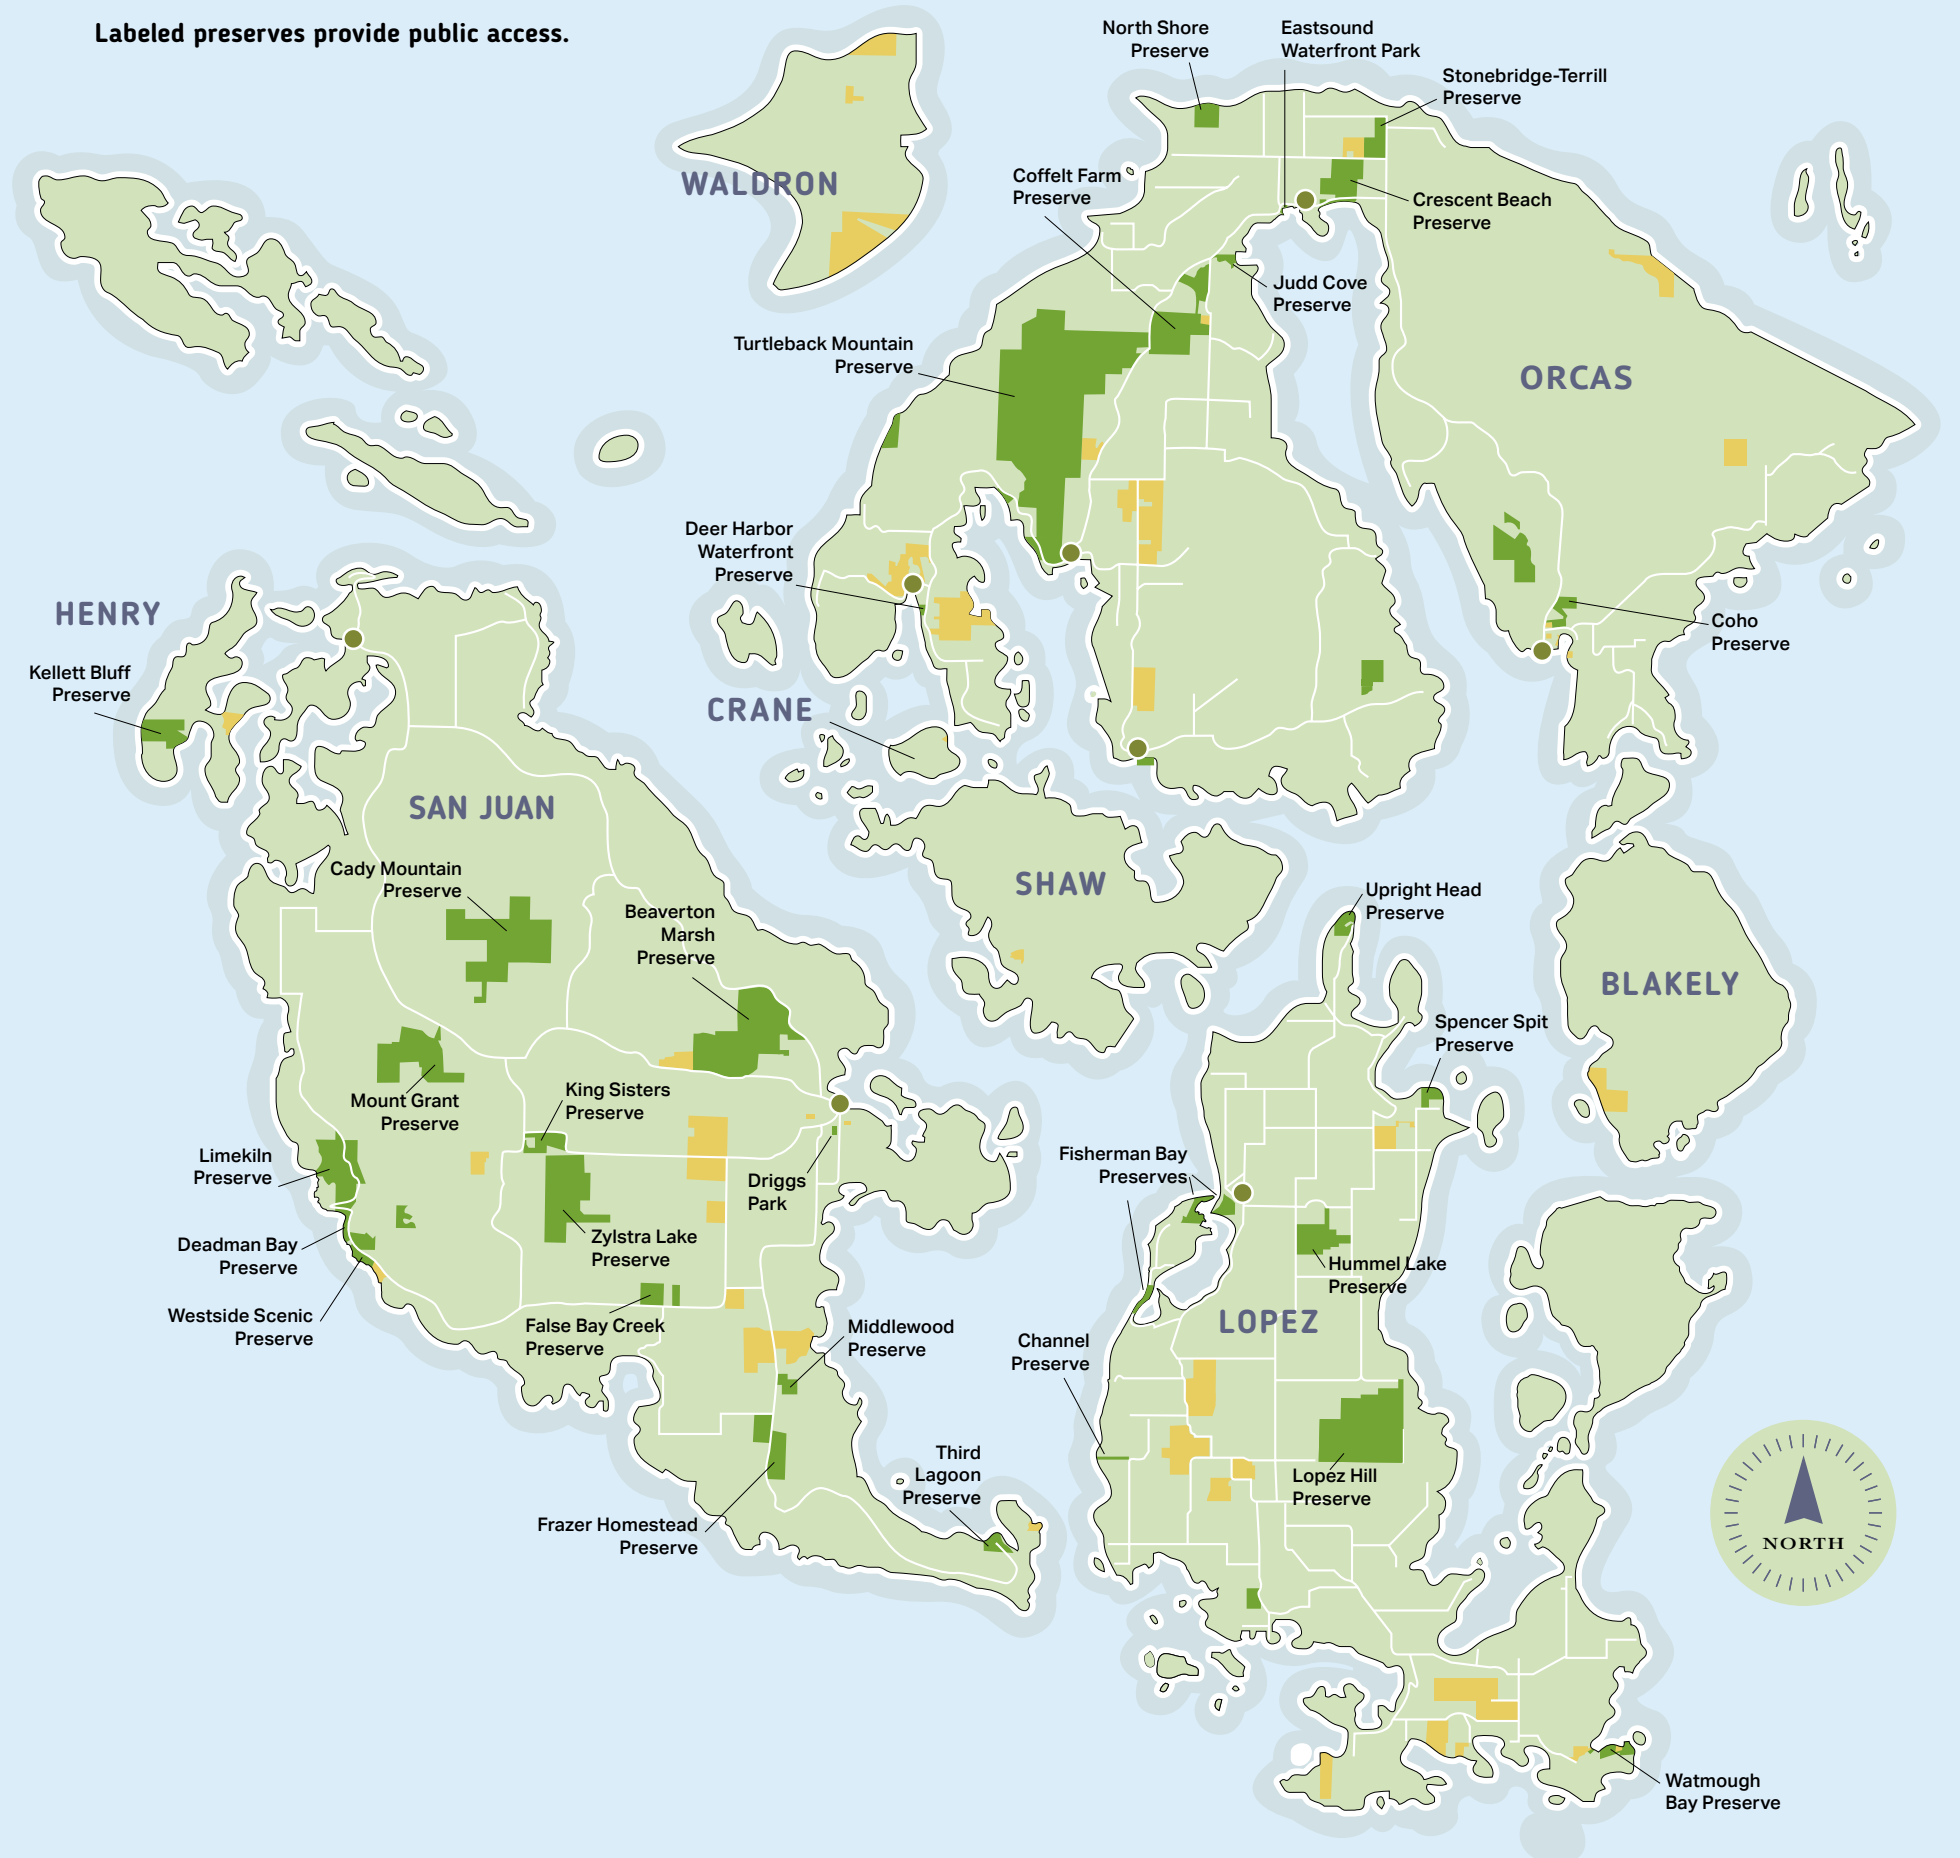 Labeled preserves provide public access.
North Shore
Preserve
Eastsound
Waterfront Park
Stonebridge-Terrill
Preserve
WALDRON
Coffelt Farm
Preserve
Crescent Beach
Preserve
Judd Cove
Preserve
Turtleback Mountain
Preserve
ORCAS
Deer Harbor
Waterfront
Preserve
HENRY
Kellett Bluff
Preserve
Coho
Preserve
CRANE
SAN JUAN
Cady Mountain
Preserve
SHAW
Upright Head
Preserve
Beaverton
Marsh
Preserve
BLAKELY
Spencer Spit
Preserve
King Sisters
Preserve
Mount Grant
Preserve
Limekiln
Preserve
Fisherman Bay
Preserves
Driggs
Park
Zylstra Lake
Preserve
Deadman Bay
Preserve
Hummel Lake
Preserve
Westside Scenic
Preserve
False Bay Creek
Preserve
LOPEZ
Middlewood
Preserve
Channel
Preserve
Third
Lagoon
Preserve
Lopez Hill
Preserve
Frazer Homestead
Preserve
NORTH
Watmough
Bay Preserve